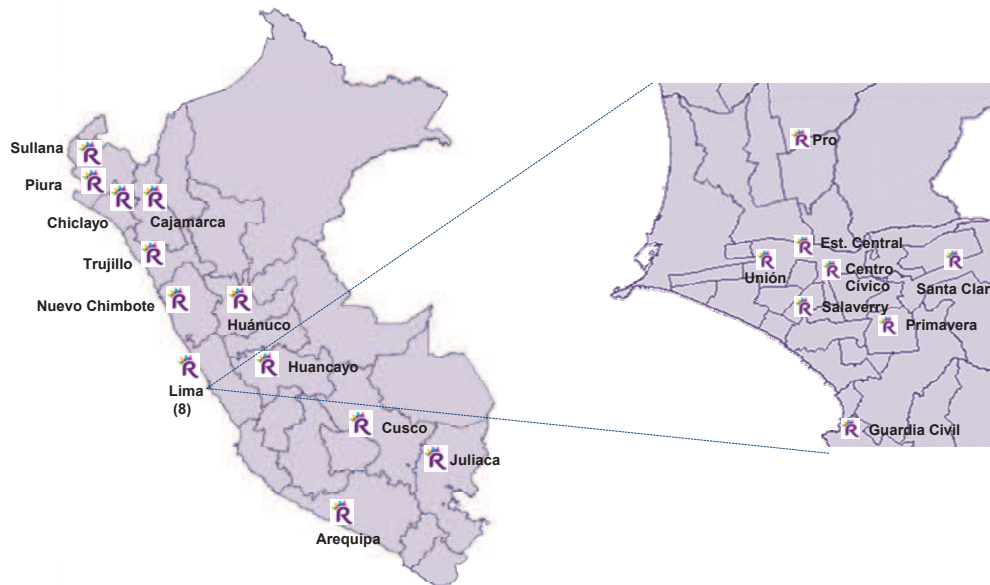 Sullana
Piura
Chiclayo
Cajamarca
Trujillo
Nuevo Chimbote
Huánuco
Lima
(8)
Huancayo
Cusco
Juliaca
Arequipa
Pro
Est. Central
Unión
Centro
Cívico
Santa Clar
Salaverry
Primavera
Guardia Civil